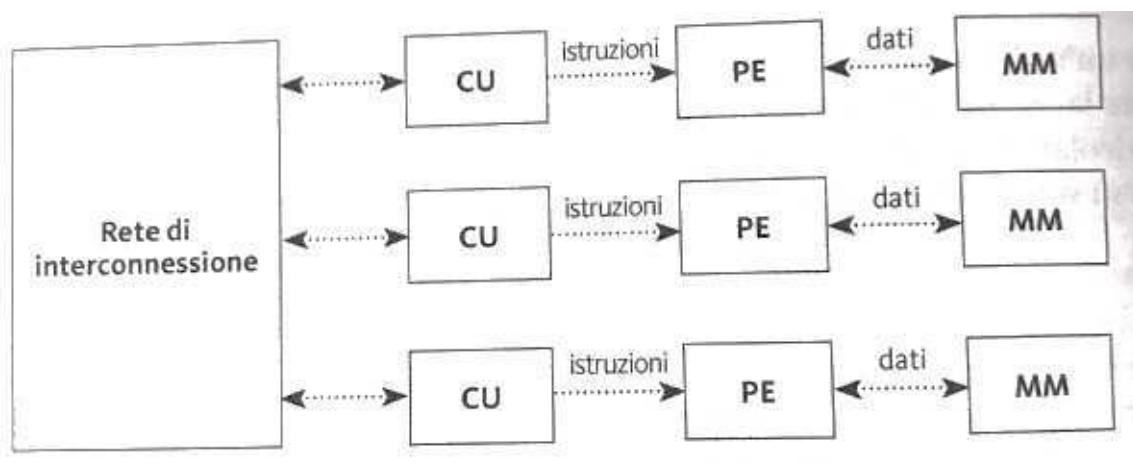 istruzioni
dati
CU
PE
MM
Rete di
interconnessione
istruzioni
dati
CU
PE
MM
istruzioni
dati
CU
PE
MM